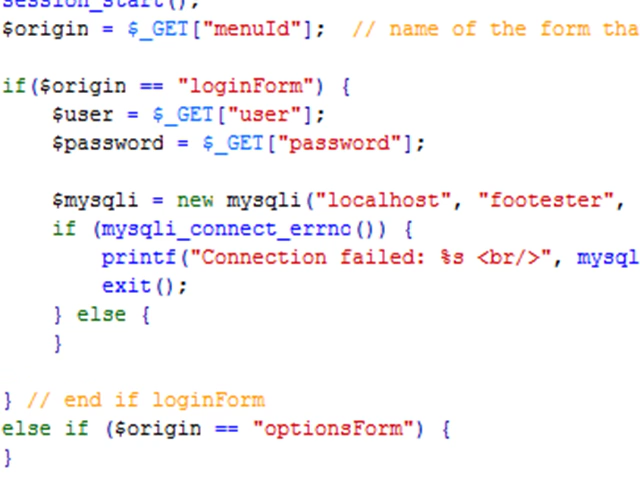 session_start();
$origin = $_GET["menuId"];  // name of the form tha
if($origin == "loginForm") {
    $user = $_GET["user"];
    $password = $_GET["password"];
    $mysqli = new mysqli("localhost", "footester",
    if (mysqli_connect_errno()) {
        printf("Connection failed: %s <br/>", mysql
        exit();
    } else {
    }
} // end if loginForm
else if ($origin == "optionsForm") {
}